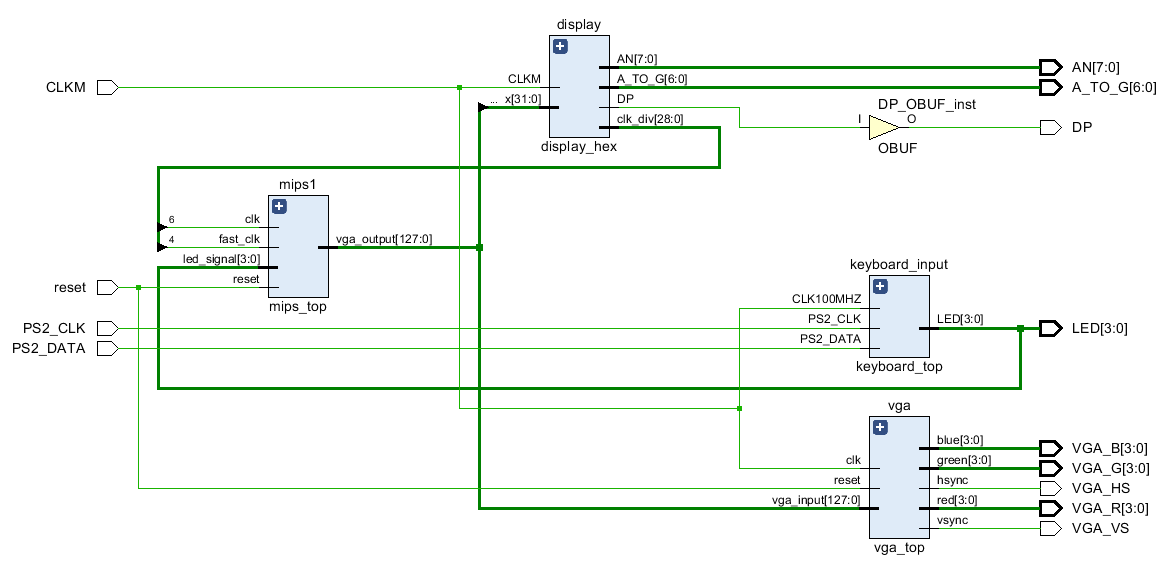 display
CLKM
CLKM
... x[31:0]
AN[7:0]
A_TO_G[6:0]
DP
clk_div[28:0]
display_hex
AN[7:0]
A_TO_G[6:0]
DP_OBUF_inst
I
O
OBUF
DP
mips1
6
clk
4
fast_clk
led_signal[3:0]
reset
vga_output[127:0]
mips_top
reset
PS2_CLK
PS2_DATA
keyboard_input
CLK100MHZ
PS2_CLK
PS2_DATA
LED[3:0]
keyboard_top
LED[3:0]
vga
clk
reset
vga_input[127:0]
blue[3:0]
green[3:0]
hsync
red[3:0]
vsync
vga_top
VGA_B[3:0]
VGA_G[3:0]
VGA_HS
VGA_R[3:0]
VGA_VS